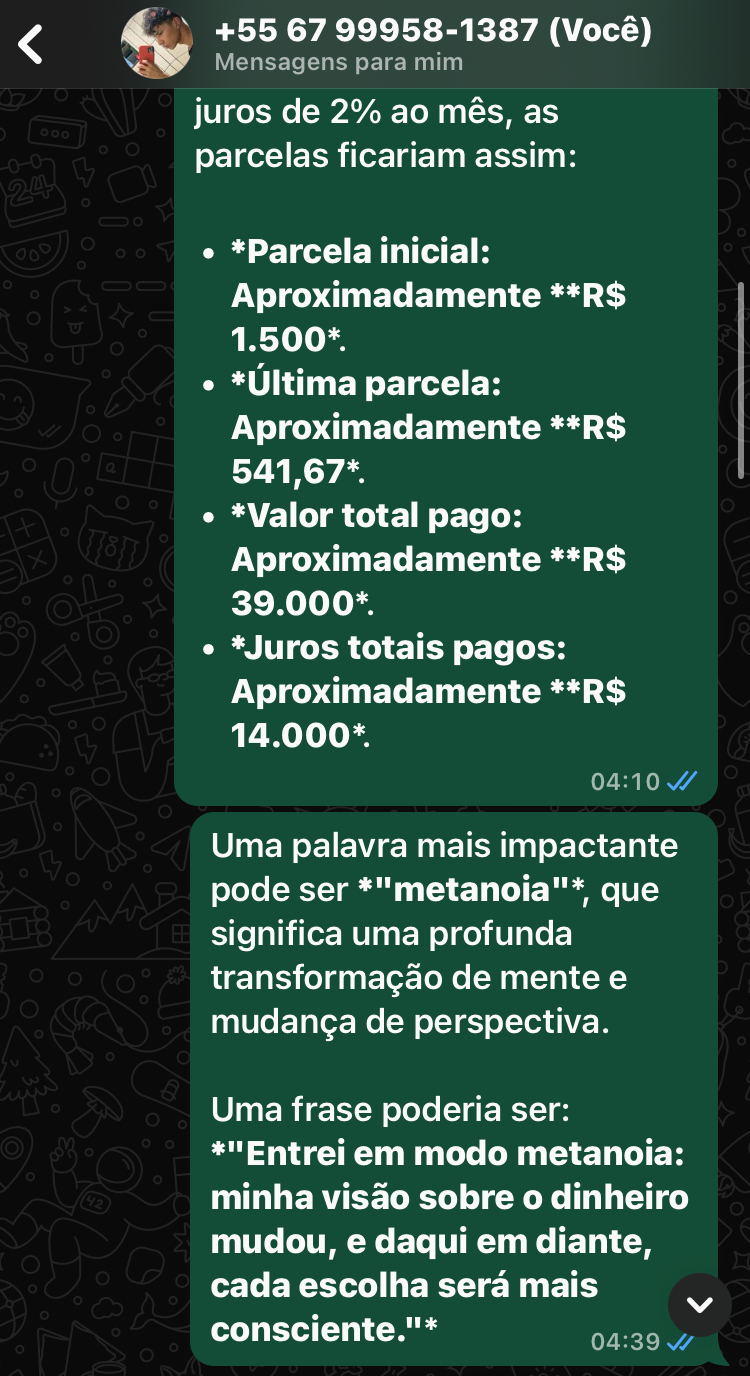 +55 67 99958-1387 (Você)
Mensagens para mim
juros de 2% ao mês, as
parcelas ficariam assim:
• *Parcela inicial:
Aproximadamente **R$
1.500*.
• *Última parcela:
Aproximadamente **R$
541,67*.
• *Valor total pago:
Aproximadamente **R$
39.000*.
• *Juros totais pagos:
Aproximadamente **R$
14.000*.
04:10
Uma palavra mais impactante
pode ser *"metanoia"*, que
significa uma profunda
transformação de mente e
mudança de perspectiva.
Uma frase poderia ser:
*"Entrei em modo metanoia:
minha visão sobre o dinheiro
mudou, e daqui em diante,
cada escolha será mais
consciente."*
04:39